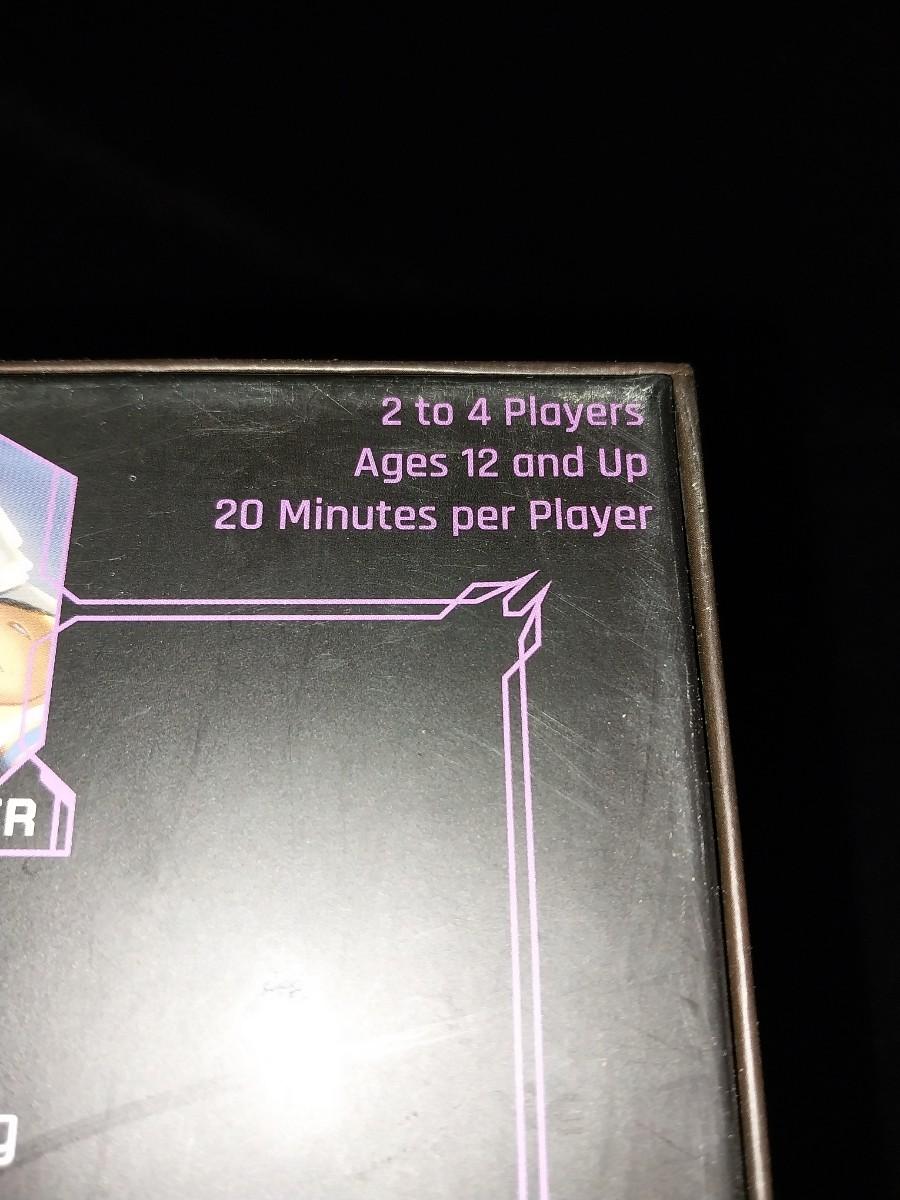 2 to 4 Players
Ages 12 and Up
20 Minutes per Player